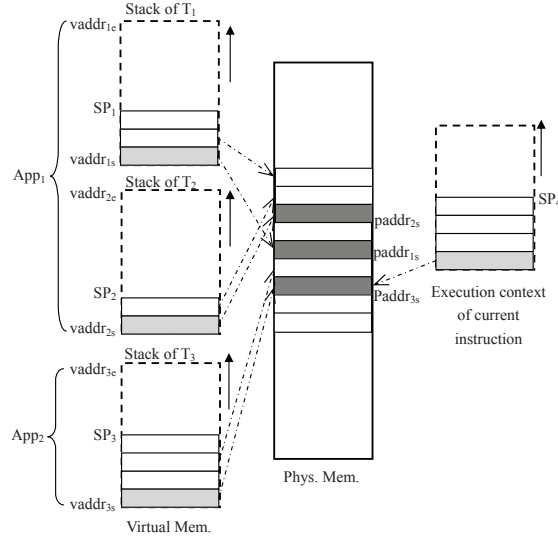 vaddr1e
Stack of T1
SP1
App1
vaddr1s
Stack of T2
vaddr2e
SP2
vaddr2s
Stack of T3
vaddr3e
App2
SP3
vaddr3s
Virtual Mem.
paddr2s
paddr1s
Paddr3s
Phys. Mem.
Execution context
of current
instruction